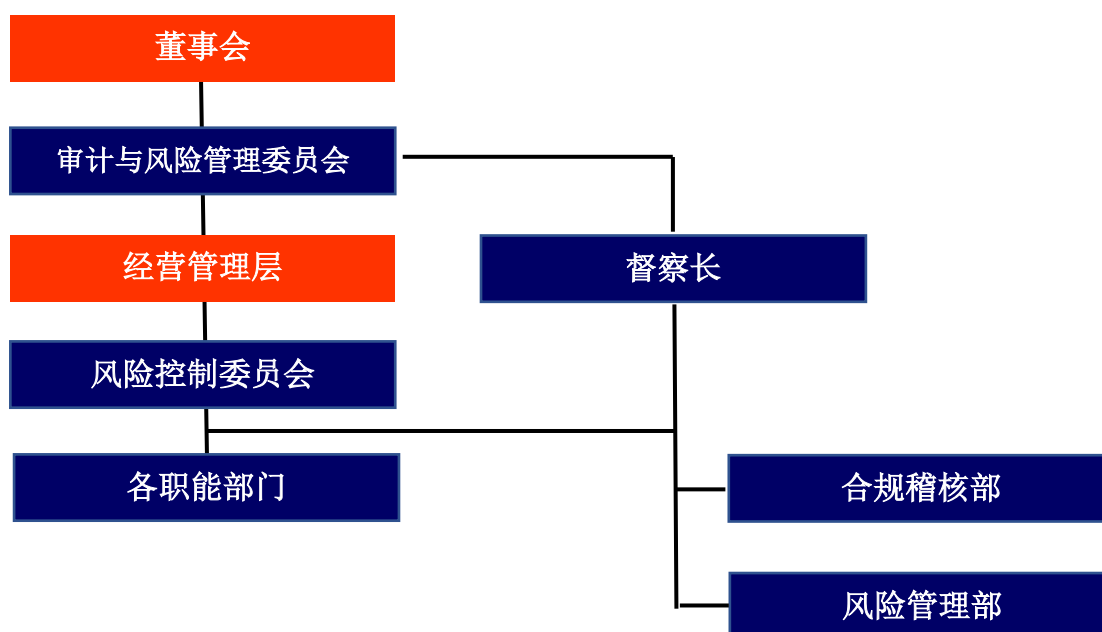 董事会
审计与风险管理委员会
经营管理层
督察长
风险控制委员会
各职能部门
合规稽核部
风险管理部